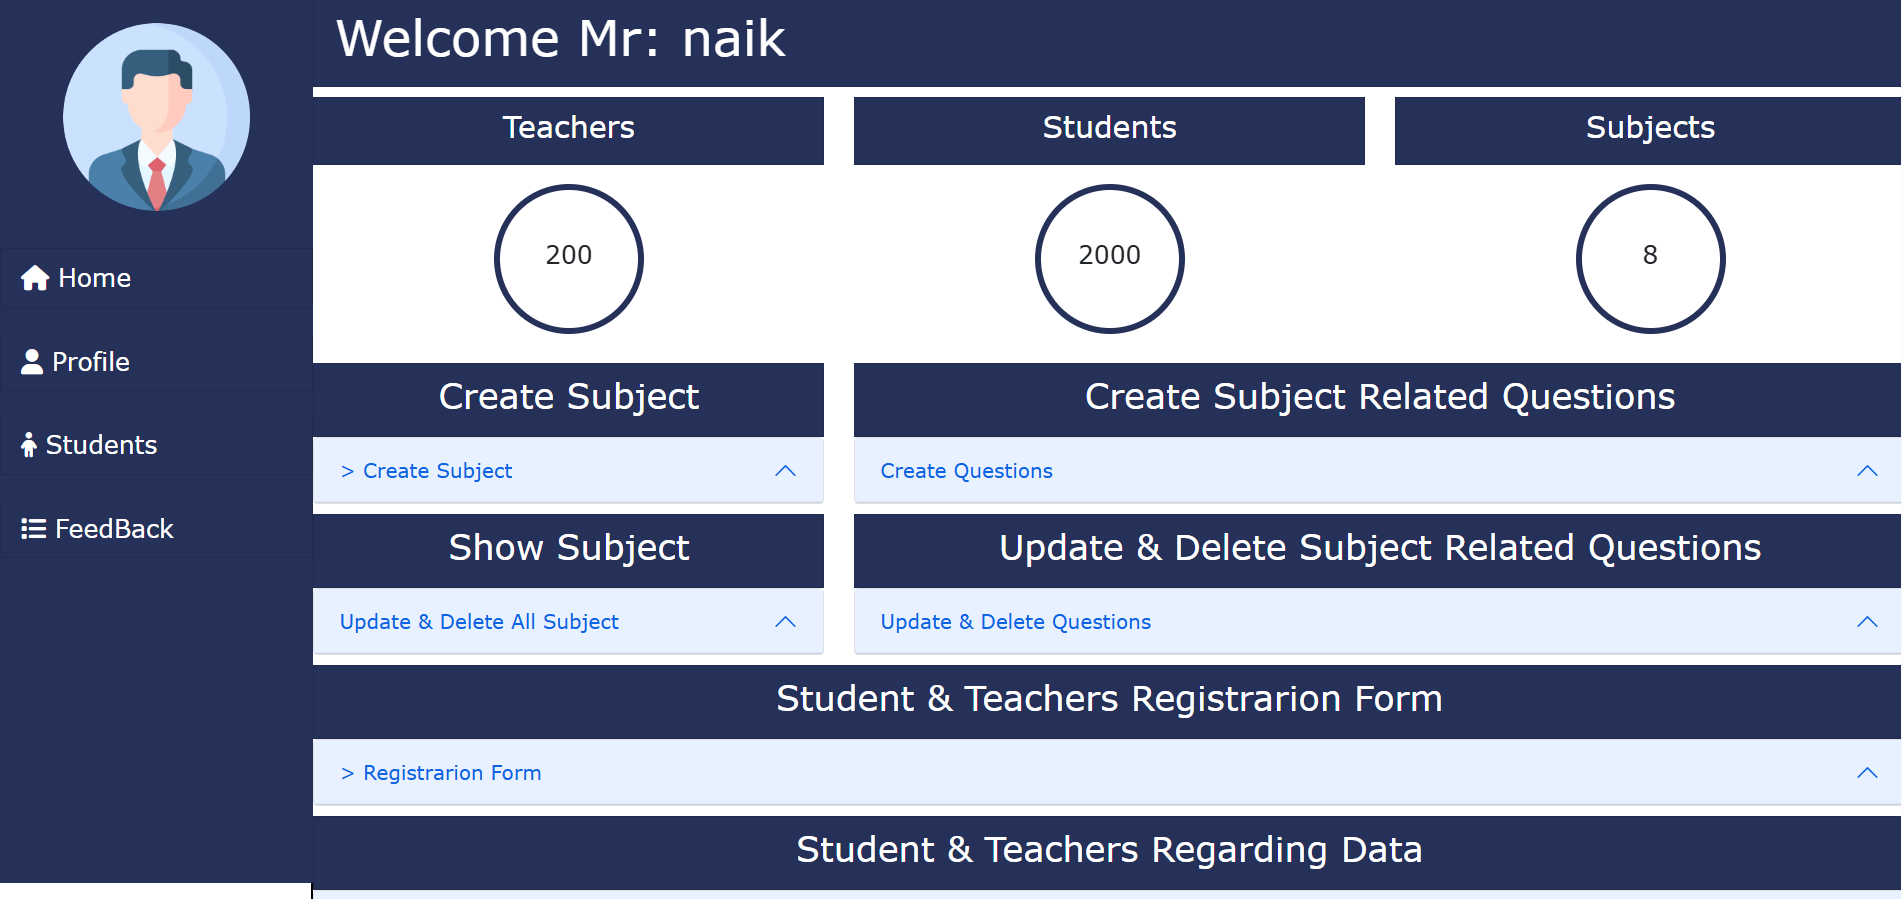 Welcome Mr: naik
Home
Profile
Students
FeedBack
Teachers
Students
Subjects
200
2000
8
Create Subject
Create Subject Related Questions
> Create Subject
Create Questions
Show Subject
Update & Delete Subject Related Questions
Update & Delete All Subject
Update & Delete Questions
Student & Teachers Registrarion Form
> Registrarion Form
Student & Teachers Regarding Data